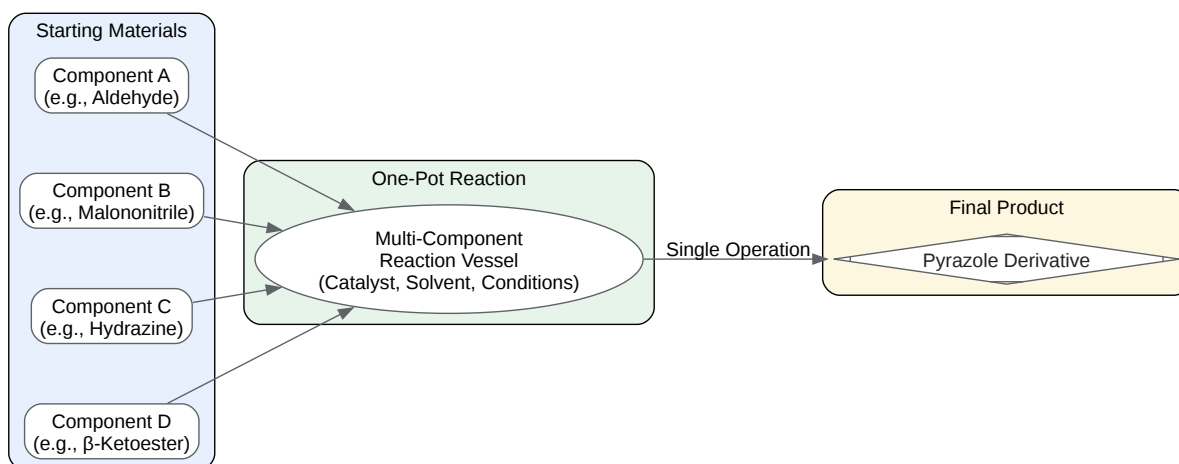 Starting Materials
Component A
(e.g., Aldehyde)
Component B
(e.g., Malononitrile)
Component C
(e.g., Hydrazine)
Component D
(e.g., β-Ketoester)
One-Pot Reaction
Multi-Component
Reaction Vessel
(Catalyst, Solvent, Conditions)
Single Operation
Final Product
Pyrazole Derivative